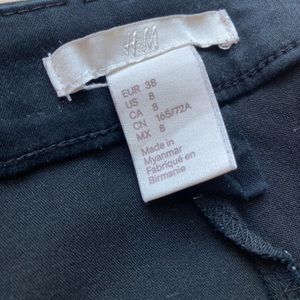 H&M
EUR 38
US 8
CA 8
CN 165/72A
MX 8
Made in
Myanmar
Fabriqué en
Birmanie